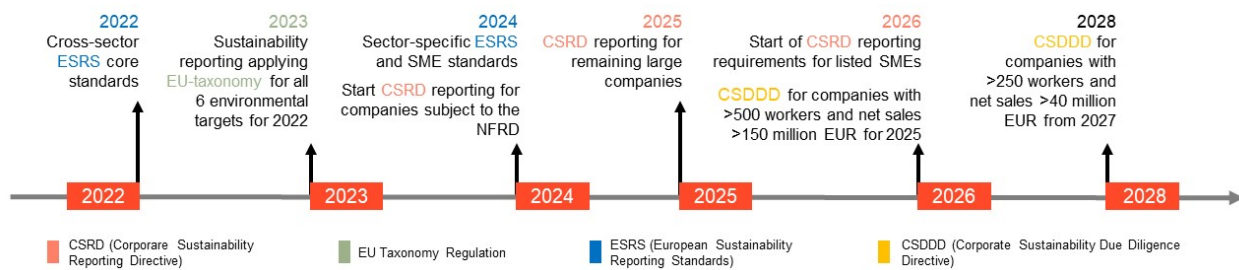 2022
Cross-sector
ESRS core
standards
2023
Sustainability
reporting applying
EU-taxonomy for all
6 environmental
targets for 2022
2024
Sector-specific ESRS
and SME standards
Start CSRD reporting for
companies subject to the
NFRD
2025
CSRD reporting for
remaining large
companies
2026
Start of CSRD reporting
requirements for listed SMEs
CSDDD for companies with
>500 workers and net sales
>150 million EUR for 2025
2028
CSDDD for
companies with
>250 workers and
net sales >40 million
EUR from 2027
2022
2023
2024
2025
2026
2028
CSRD (Corporare Sustainability
Reporting Directive)
EU Taxonomy Regulation
ESRS (European Sustainability
Reporting Standards)
CSDDD (Corporate Sustainability Due Diligence
Directive)